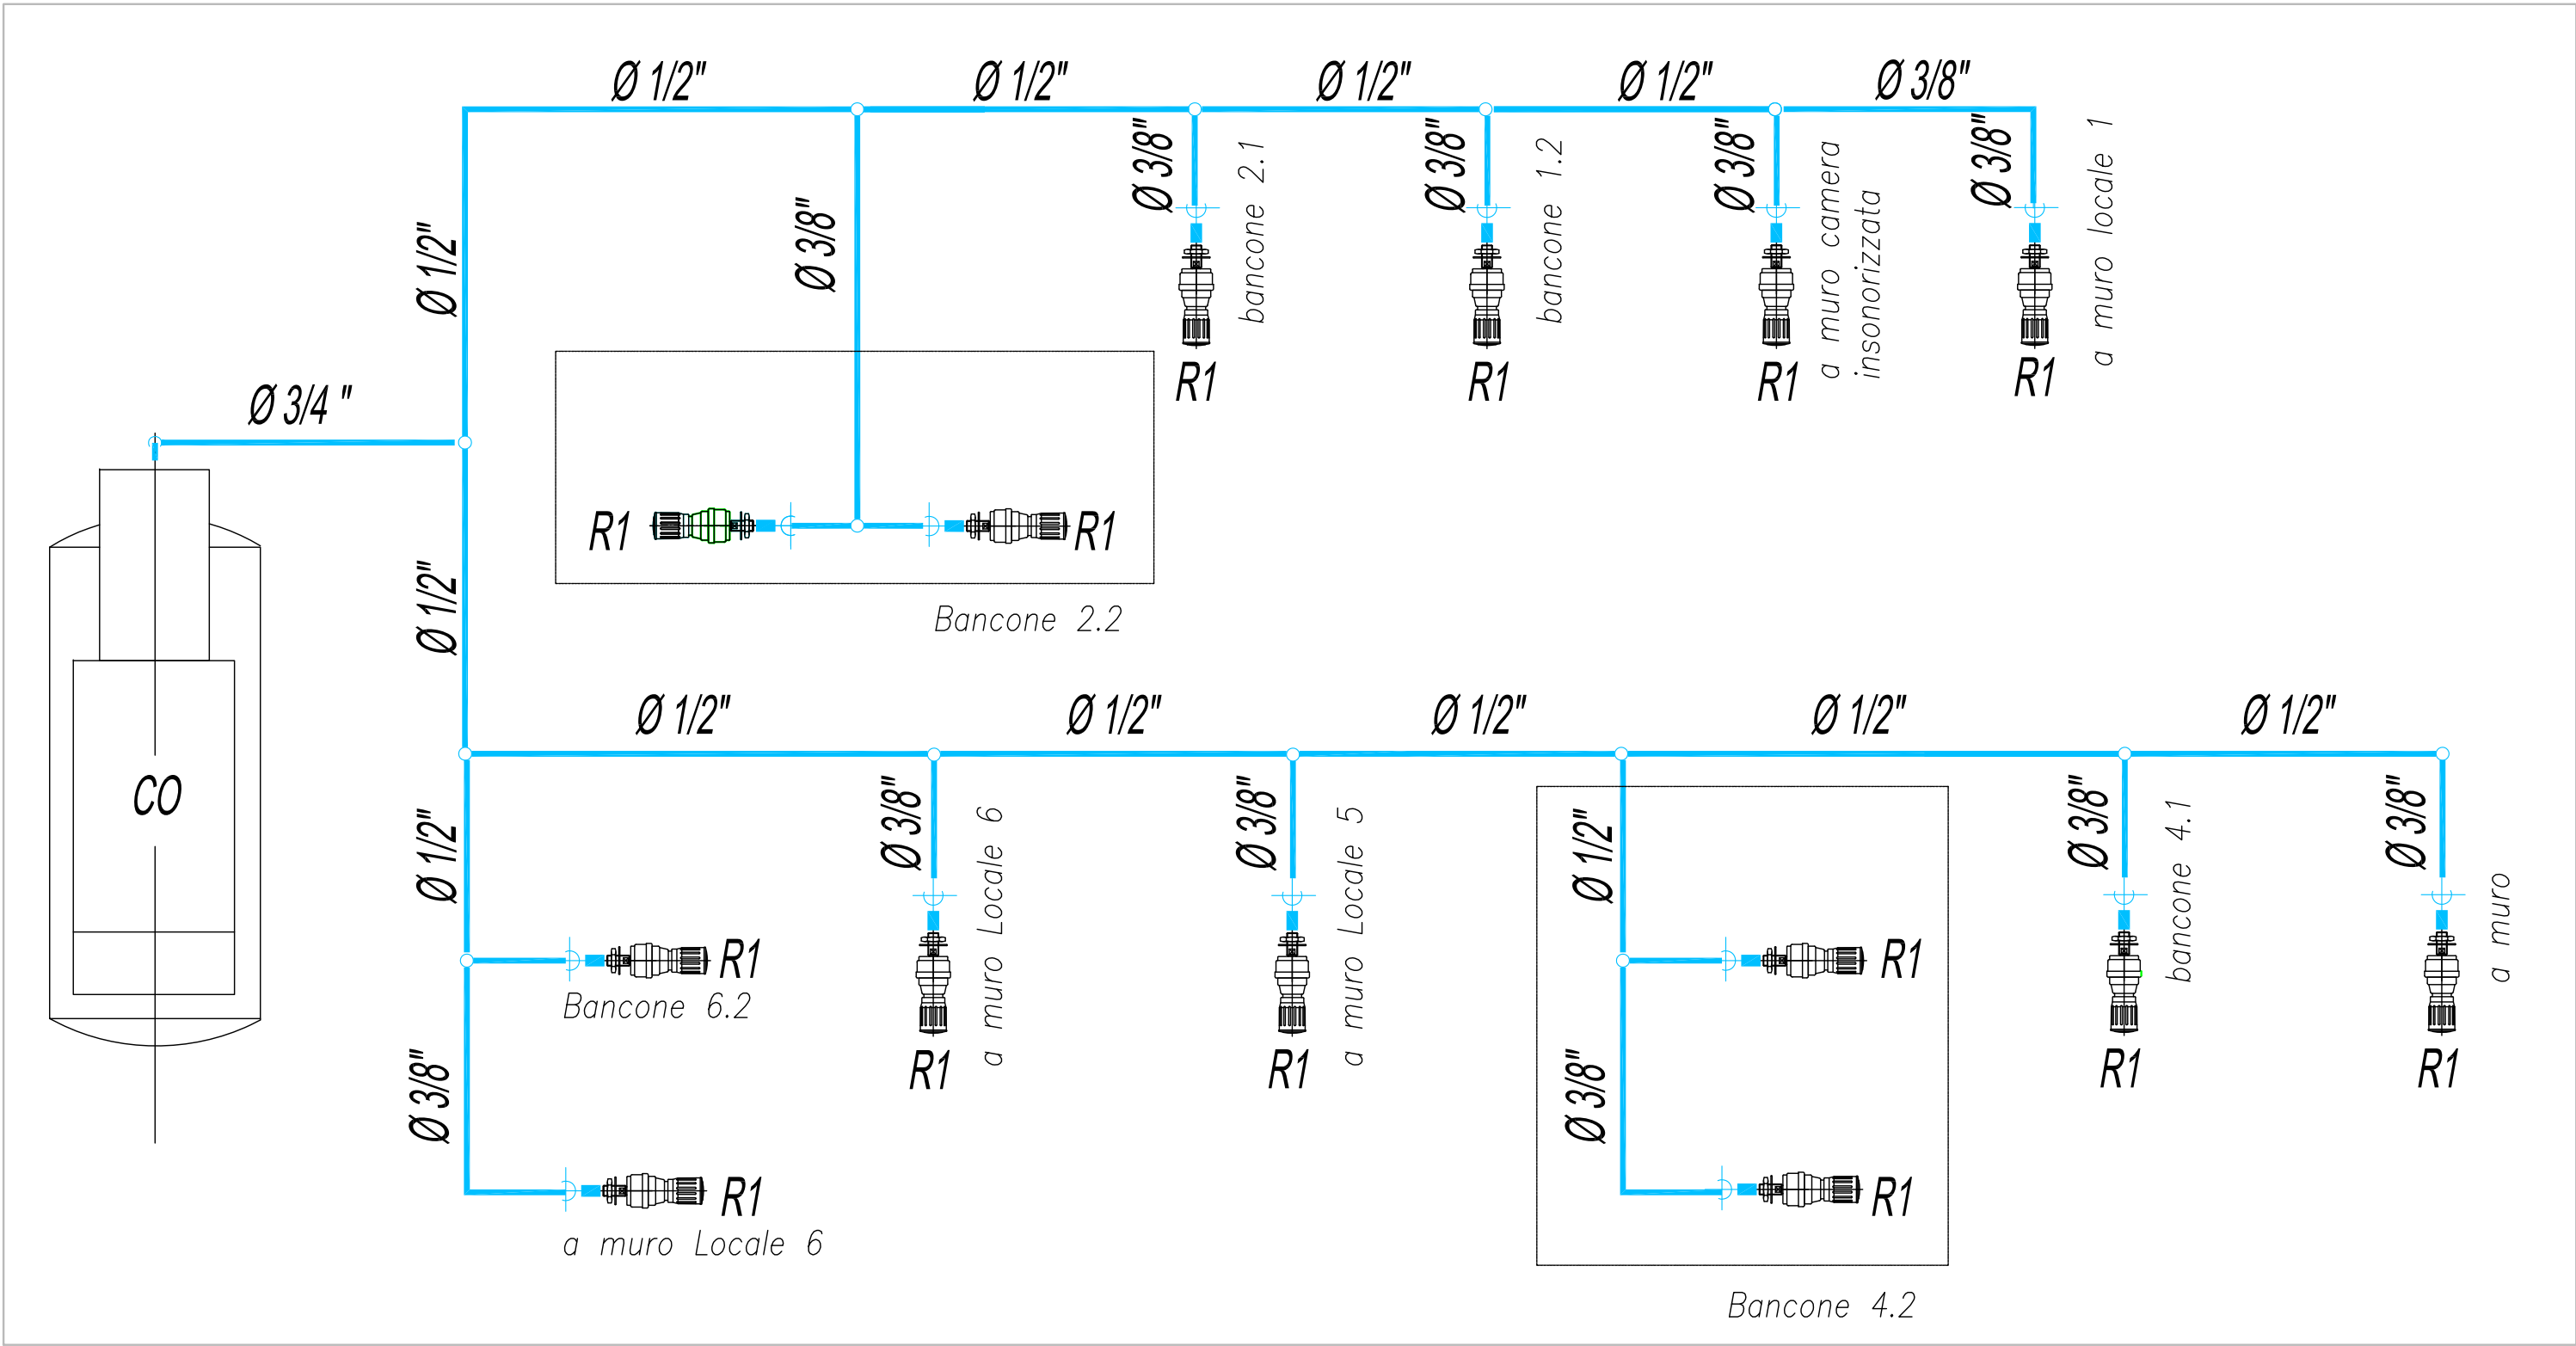 Ø 1/2"
Ø 1/2"
Ø 1/2"
Ø 1/2"
Ø 3/8"
Ø 1/2"
Ø 3/8"
Ø 3/8"
bancone 2.1
Ø 3/8"
bancone 1.2
Ø 3/8"
a muro camera
insonorizzata
Ø 3/8"
a muro locale 1
R1
R1
R1
R1
Ø 3/4 "
R1
R1
Bancone 2.2
Ø 1/2"
Ø 1/2"
Ø 1/2"
Ø 1/2"
Ø 1/2"
Ø 1/2"
CO
Ø 1/2"
Ø 3/8"
a muro Locale 6
Ø 3/8"
a muro Locale 5
Ø 1/2"
Ø 3/8"
bancone 4.1
Ø 3/8"
a muro
R1
Bancone 6.2
R1
R1
R1
R1
R1
Ø 3/8"
Ø 3/8"
R1
a muro Locale 6
R1
Bancone 4.2